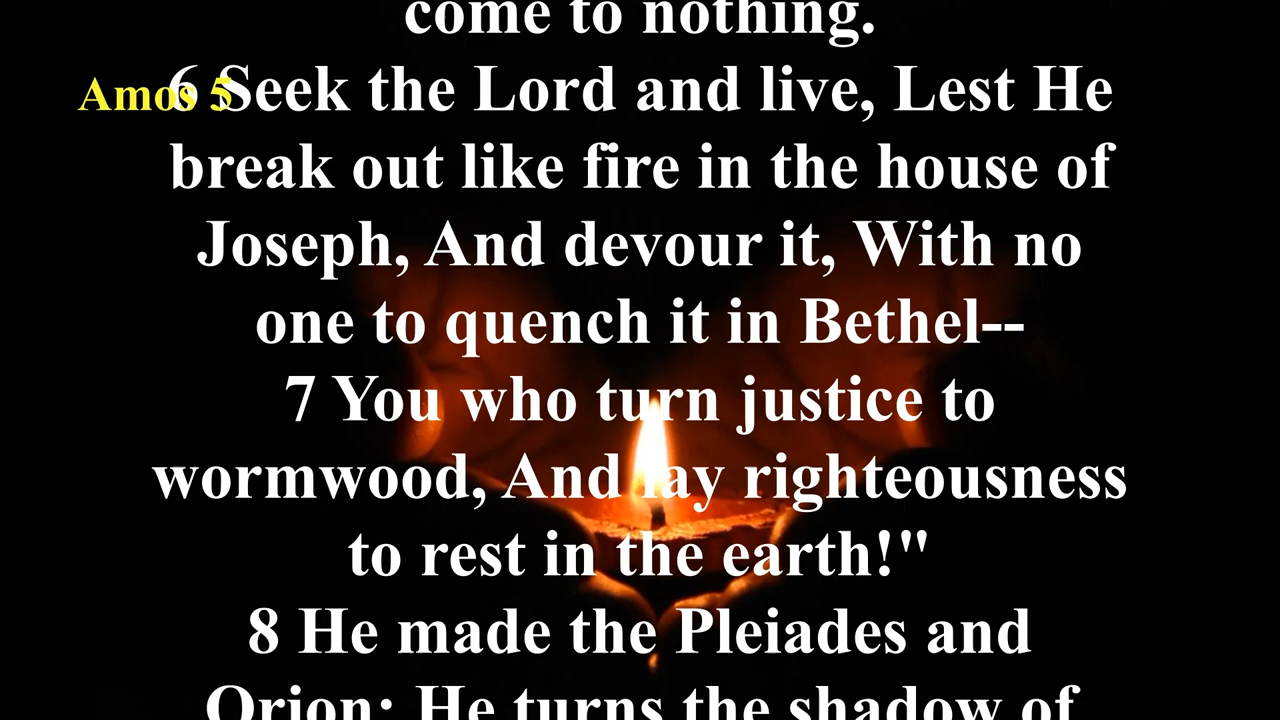 come to nothing.
Amos 5
6 Seek the Lord and live, Lest He
break out like fire in the house of
Joseph, And devour it, With no
one to quench it in Bethel--
7 You who turn justice to
wormwood, And lay righteousness
to rest in the earth!"
8 He made the Pleiades and
Orion; He turns the shadow of